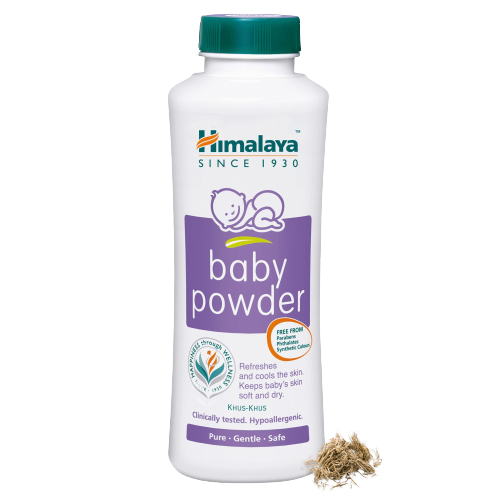 Himalaya™
SINCE 1930
baby
powder
FREE FROM
Parabens
Phthalates
Synthetic Colours
HAPPINESS through WELLNESS
Refreshes
and cools the skin.
Keeps baby's skin
soft and dry.
KHUS-KHUS
Clinically tested. Hypoallergenic.
Pure · Gentle · Safe